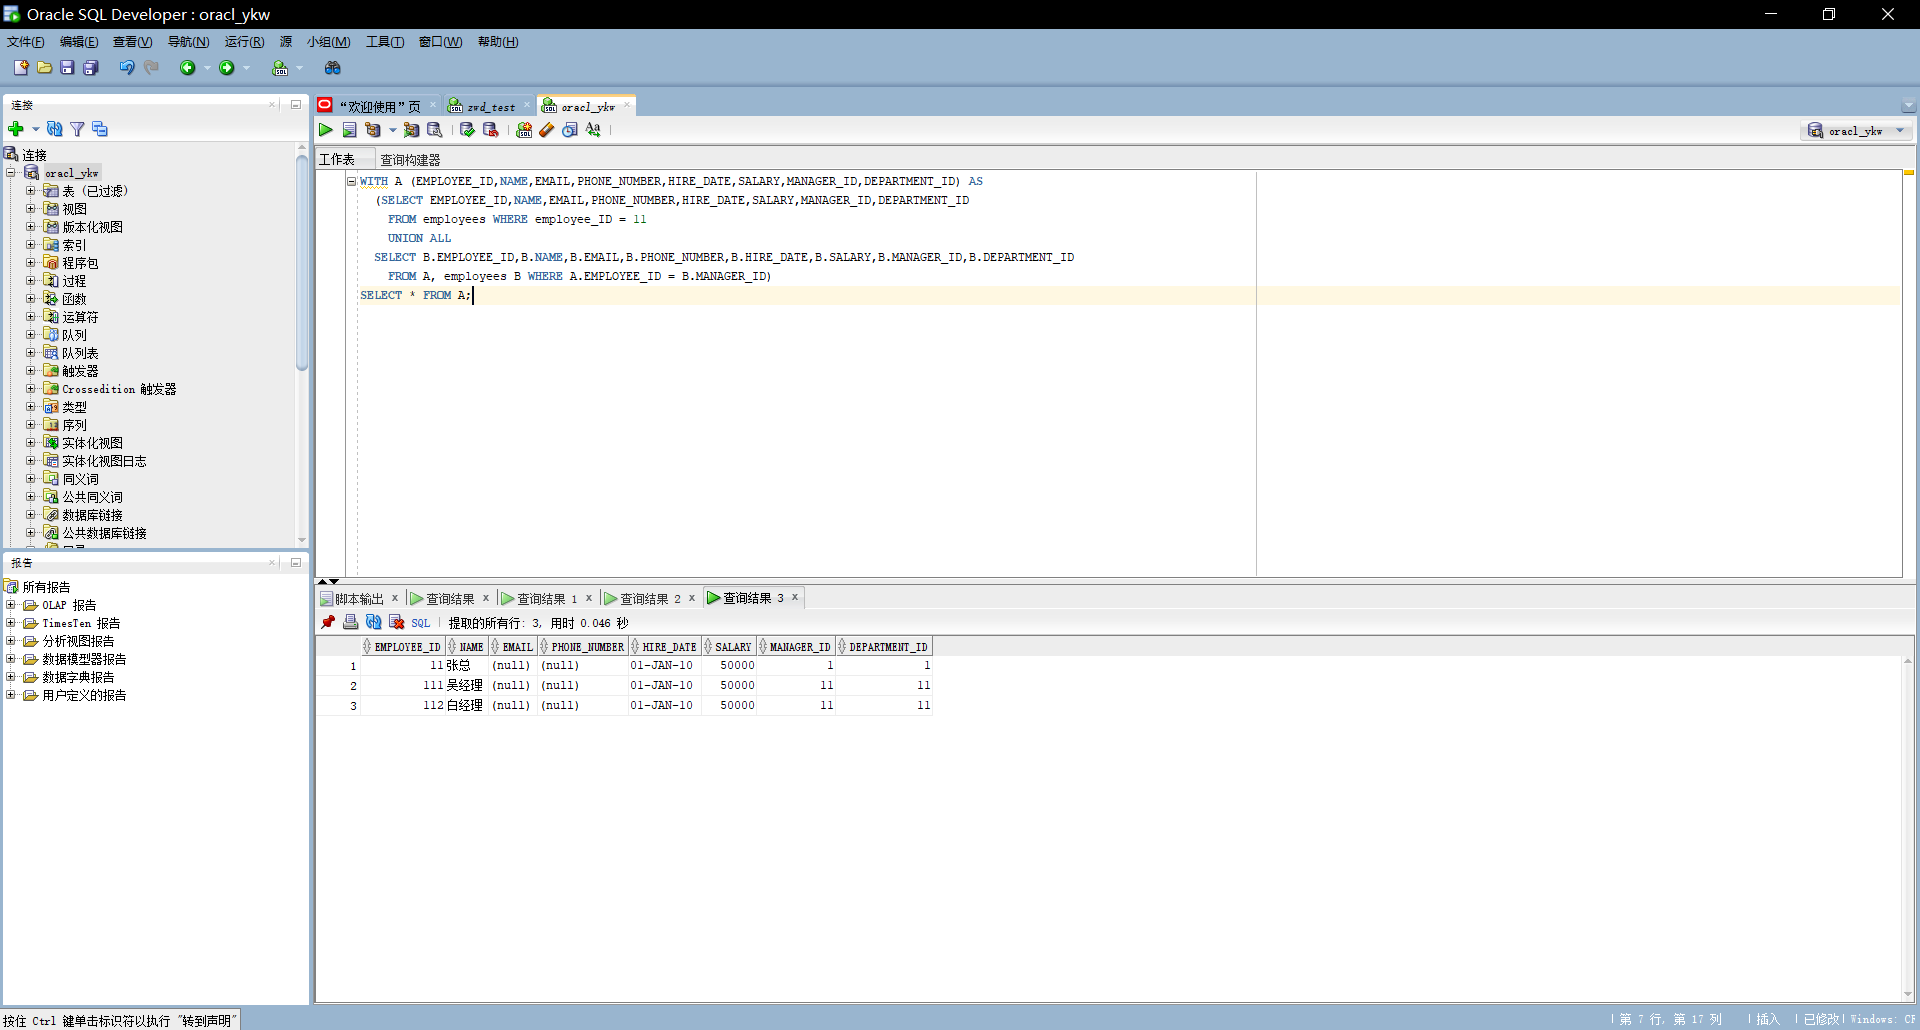 Oracle SQL Developer : oracl_ykw
文件(F) 编辑(E) 查看(V) 导航(N) 运行(R) 源 小组(M) 工具(T) 窗口(W) 帮助(H)
连接
连接
oracl_ykw
表 (已过滤)
视图
版本化视图
索引
程序包
过程
函数
运算符
队列
队列表
触发器
Crossedition 触发器
类型
序列
实体化视图
实体化视图日志
同义词
公共同义词
数据库链接
公共数据库链接
报告
所有报告
OLAP 报告
TimesTen 报告
分析视图报告
数据模型器报告
数据字典报告
用户定义的报告
“欢迎使用”页 zwd_test oracl_ykw
oracl_ykw
工作表 查询构建器
WITH A (EMPLOYEE_ID,NAME,EMAIL,PHONE_NUMBER,HIRE_DATE,SALARY,MANAGER_ID,DEPARTMENT_ID) AS
(SELECT EMPLOYEE_ID,NAME,EMAIL,PHONE_NUMBER,HIRE_DATE,SALARY,MANAGER_ID,DEPARTMENT_ID
FROM employees WHERE employee_ID = 11
UNION ALL
SELECT B.EMPLOYEE_ID,B.NAME,B.EMAIL,B.PHONE_NUMBER,B.HIRE_DATE,B.SALARY,B.MANAGER_ID,B.DEPARTMENT_ID
FROM A, employees B WHERE A.EMPLOYEE_ID = B.MANAGER_ID)
SELECT * FROM A;
脚本输出 查询结果 查询结果 1 查询结果 2 查询结果 3
SQL 提取的所有行: 3, 用时 0.046 秒
EMPLOYEE_ID NAME EMAIL PHONE_NUMBER HIRE_DATE SALARY MANAGER_ID DEPARTMENT_ID
1 11 张总 (null) (null) 01-JAN-10 50000 1 1
2 111 吴经理 (null) (null) 01-JAN-10 50000 11 11
3 112 白经理 (null) (null) 01-JAN-10 50000 11 11
按住 Ctrl 键单击标识符以执行 "转到声明"
第 7 行, 第 17 列 插入 已修改 Windows: CF